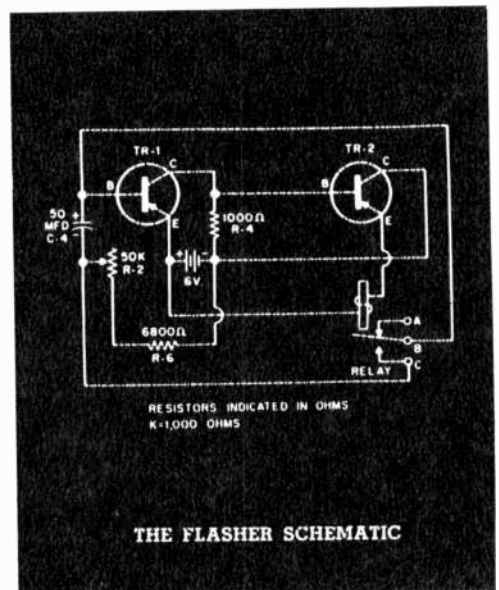 TR-1
TR-2
C
C
B
B
E
E
50
MFD
C-4
+
-
50K
R-2
1000Ω
R-4
+
-
6V
6800Ω
R-6
A
B
C
RELAY
RESISTORS INDICATED IN OHMS
K=1,000 OHMS
THE FLASHER SCHEMATIC